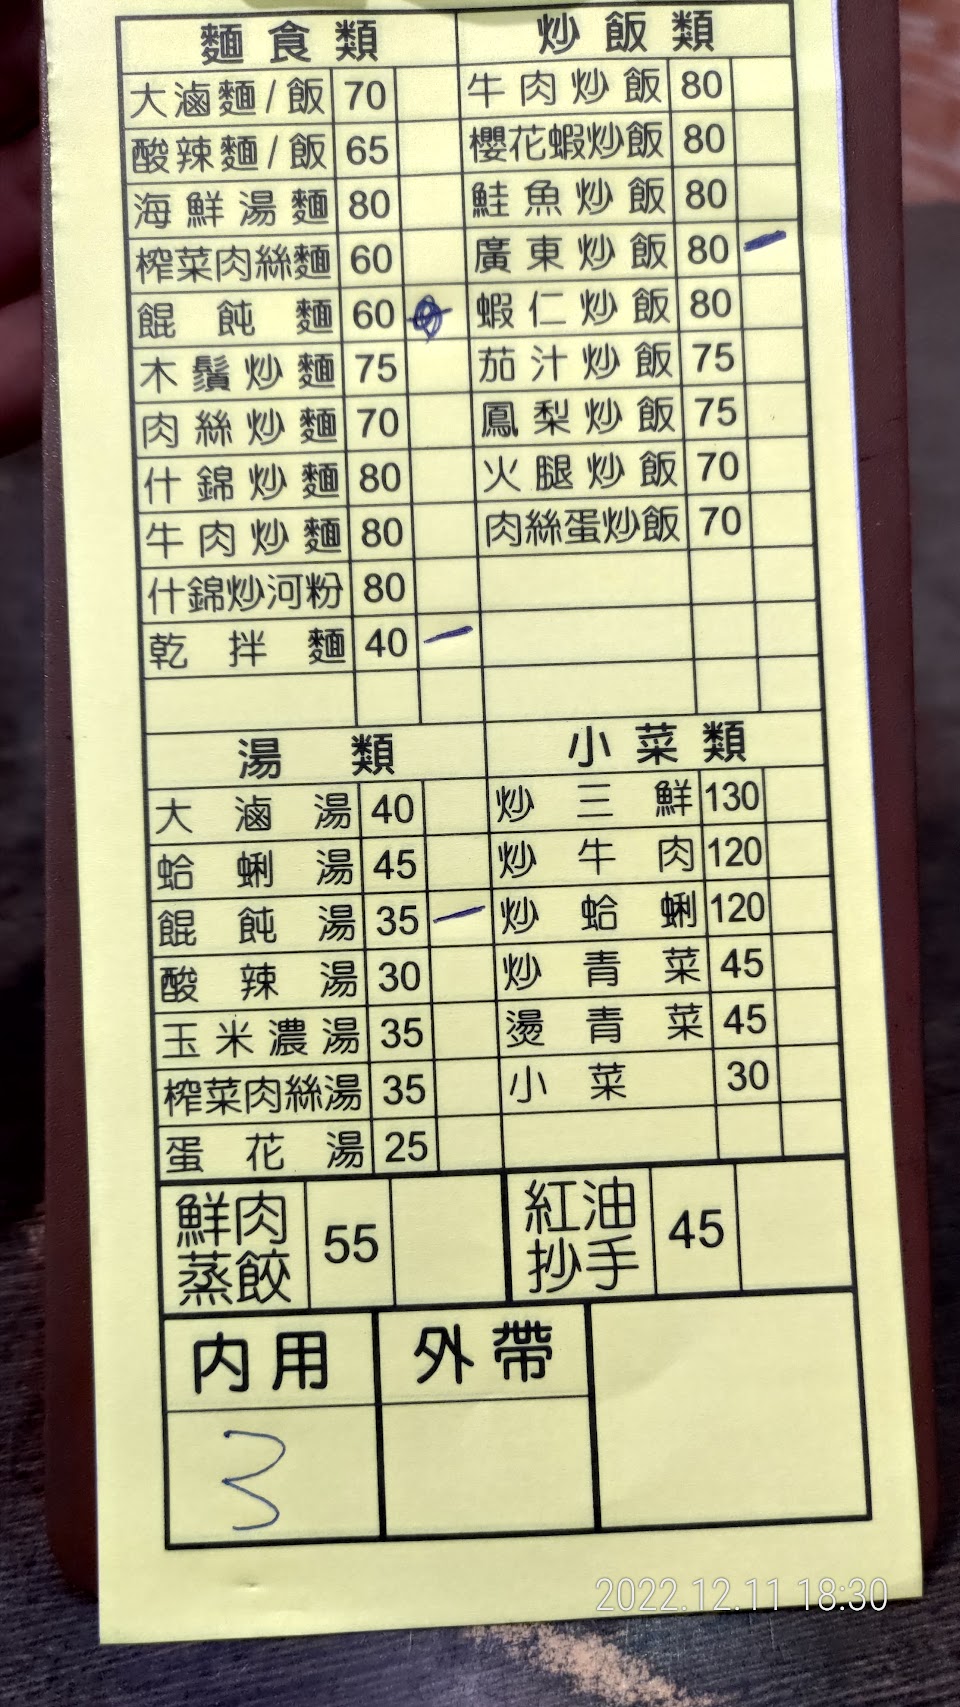 麵食類 炒飯類
大滷麵/飯 70 牛肉炒飯 80
酸辣麵/飯 65 櫻花蝦炒飯 80
海鮮湯麵 80 鮭魚炒飯 80
榨菜肉絲麵 60 廣東炒飯 80 一
餛飩麵 60 蝦仁炒飯 80
木鬚炒麵 75 茄汁炒飯 75
肉絲炒麵 70 鳳梨炒飯 75
什錦炒麵 80 火腿炒飯 70
牛肉炒麵 80 肉絲蛋炒飯 70
什錦炒河粉 80
乾拌麵 40 一
湯類 小菜類
大滷湯 40 炒三鮮 130
蛤蜊湯 45 炒牛肉 120
餛飩湯 35 一 炒蛤蜊 120
酸辣湯 30 炒青菜 45
玉米濃湯 35 燙青菜 45
榨菜肉絲湯 35 小菜 30
蛋花湯 25
鮮肉蒸餃 55 紅油抄手 45
內用 外帶
3
2022.12.11 18:30